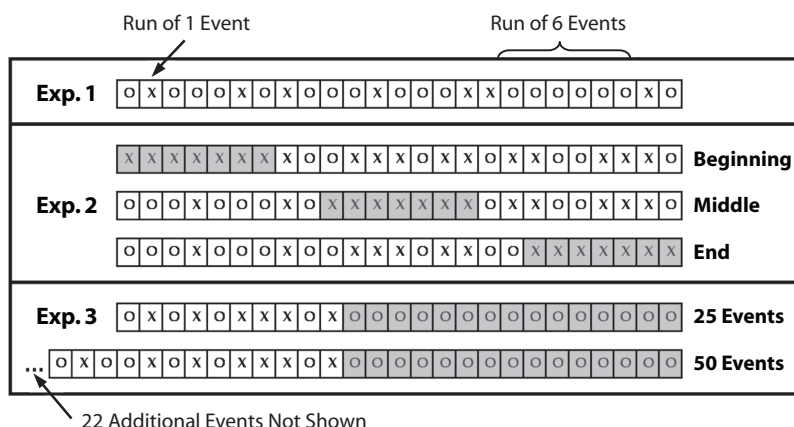 Run of 1 Event
Run of 6 Events
Exp. 1 O X O O O X O X O O O X O O O X X O O O O O O X O
X X X X X X X X O O X X X O X X O X X O O X X X O Beginning
Exp. 2 O O O X O O O X O X X X X X X X O X X O O X X X O Middle
O O O X O O O X O O X X X O X X O O X X X X X X X End
Exp. 3 O X O X O X X X O X O O O O O O O O O O O O O O O 25 Events
... O X O O X O X O X X X O X O O O O O O O O O O O O O O O 50 Events
22 Additional Events Not Shown